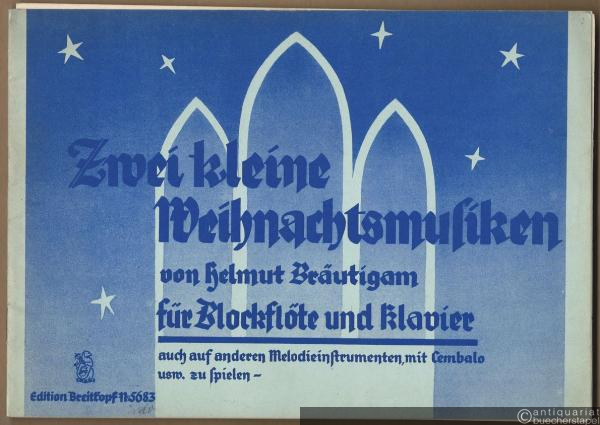 Zwei kleine
Weihnachtsmusiken
von Helmut Bräutigam
für Blockflöte und Klavier
auch auf anderen Melodieinstrumenten, mit Cembalo
usw. zu spielen –
Edition Breitkopf Nr. 5683
antiquariat
buecherstapel